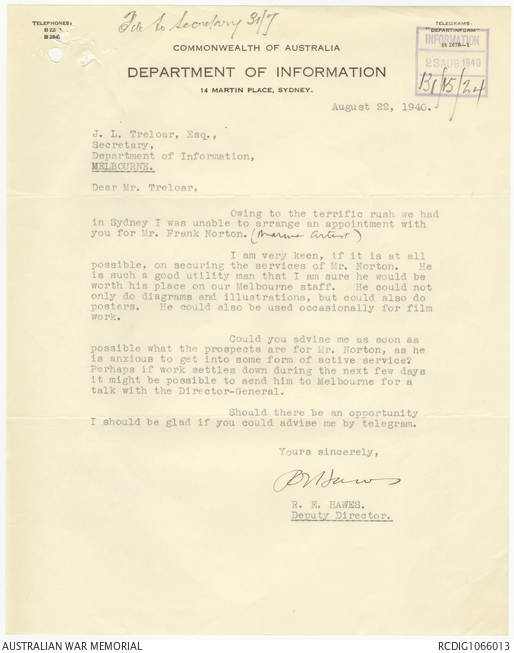 File to Secretary 31/7
TELEPHONES:
TELEGRAMS:
"DEPARTINFORM"
INFORMATION
23 AUG 1940
B1/15/24
COMMONWEALTH OF AUSTRALIA
DEPARTMENT OF INFORMATION
14 MARTIN PLACE, SYDNEY.
August 22, 1940.
J. L. Treloar, Esq.,
Secretary,
Department of Information,
MELBOURNE.
Dear Mr. Treloar,
Owing to the terrific rush we had
in Sydney I was unable to arrange an appointment with
you for Mr. Frank Norton. (Marine Artist)
I am very keen, if it is at all
possible, on securing the services of Mr. Norton. He
is such a good utility man that I am sure he would be
worth his place on our Melbourne staff. He could not
only do diagrams and illustrations, but could also do
posters. He could also be used occasionally for film
work.
Could you advise me as soon as
possible what the prospects are for Mr. Norton, as he
is anxious to get into some form of active service?
Perhaps if work settles down during the next few days
it might be possible to send him to Melbourne for a
talk with the Director-General.
Should there be an opportunity
I should be glad if you could advise me by telegram.
Yours sincerely,
R. E. HAWES.
Deputy Director.
AUSTRALIAN WAR MEMORIAL
RCDIG1066013